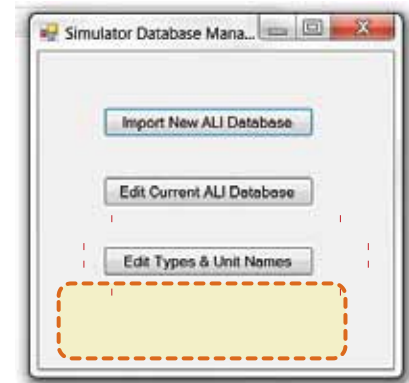 Simulator Database Mana...
Import New ALI Database
Edit Current ALI Database
Edit Types & Unit Names